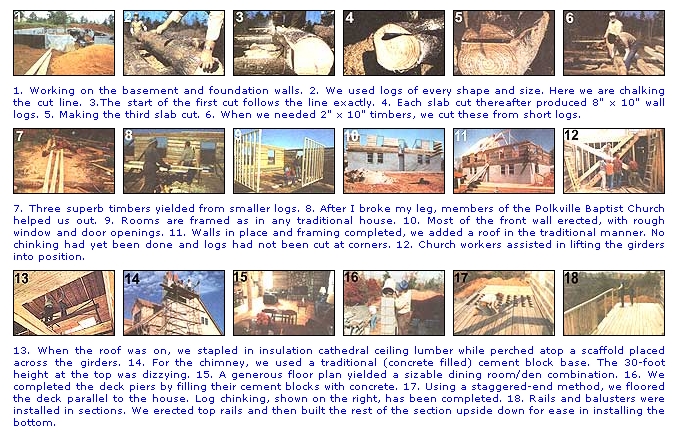 1 2 3 4 5 6
1. Working on the basement and foundation walls. 2. We used logs of every shape and size. Here we are chalking
the cut line. 3.The start of the first cut follows the line exactly. 4. Each slab cut thereafter produced 8" x 10" wall
logs. 5. Making the third slab cut. 6. When we needed 2" x 10" timbers, we cut these from short logs.
7 8 9 10 11 12
7. Three superb timbers yielded from smaller logs. 8. After I broke my leg, members of the Polkville Baptist Church
helped us out. 9. Rooms are framed as in any traditional house. 10. Most of the front wall erected, with rough
window and door openings. 11. Walls in place and framing completed, we added a roof in the traditional manner. No
chinking had yet been done and logs had not been cut at corners. 12. Church workers assisted in lifting the girders
into position.
13 14 15 16 17 18
13. When the roof was on, we stapled in insulation cathedral ceiling lumber while perched atop a scaffold placed
across the girders. 14. For the chimney, we used a traditional (concrete filled) cement block base. The 30-foot
height at the top was dizzying. 15. A generous floor plan yielded a sizable dining room/den combination. 16. We
completed the deck piers by filling their cement blocks with concrete. 17. Using a staggered-end method, we floored
the deck parallel to the house. Log chinking, shown on the right, has been completed. 18. Rails and balusters were
installed in sections. We erected top rails and then built the rest of the section upside down for ease in installing the
bottom.